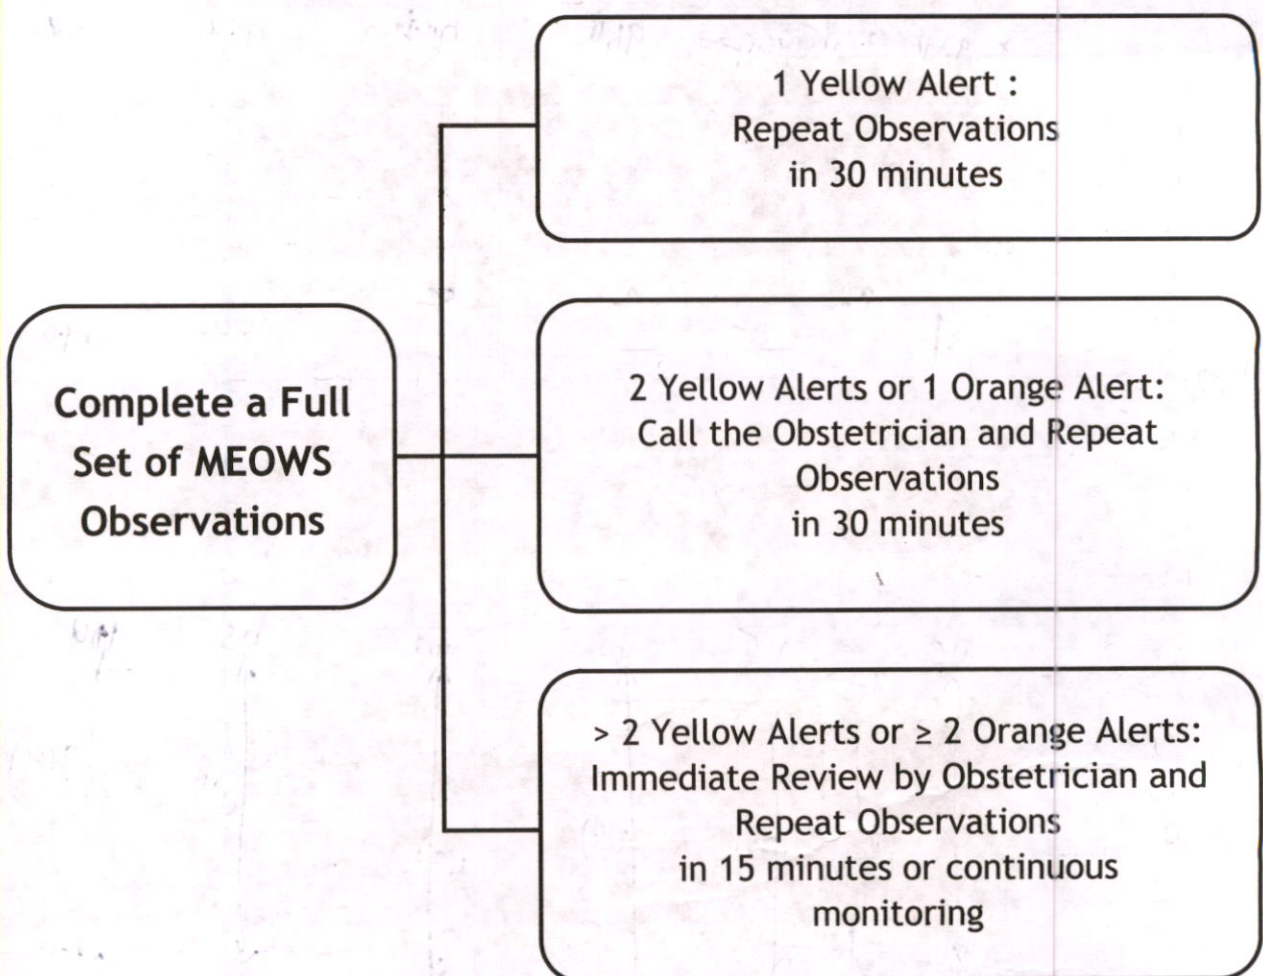 1 Yellow Alert :
Repeat Observations
in 30 minutes
Complete a Full
Set of MEOWS
Observations
2 Yellow Alerts or 1 Orange Alert:
Call the Obstetrician and Repeat
Observations
in 30 minutes
> 2 Yellow Alerts or ≥ 2 Orange Alerts:
Immediate Review by Obstetrician and
Repeat Observations
in 15 minutes or continuous
monitoring